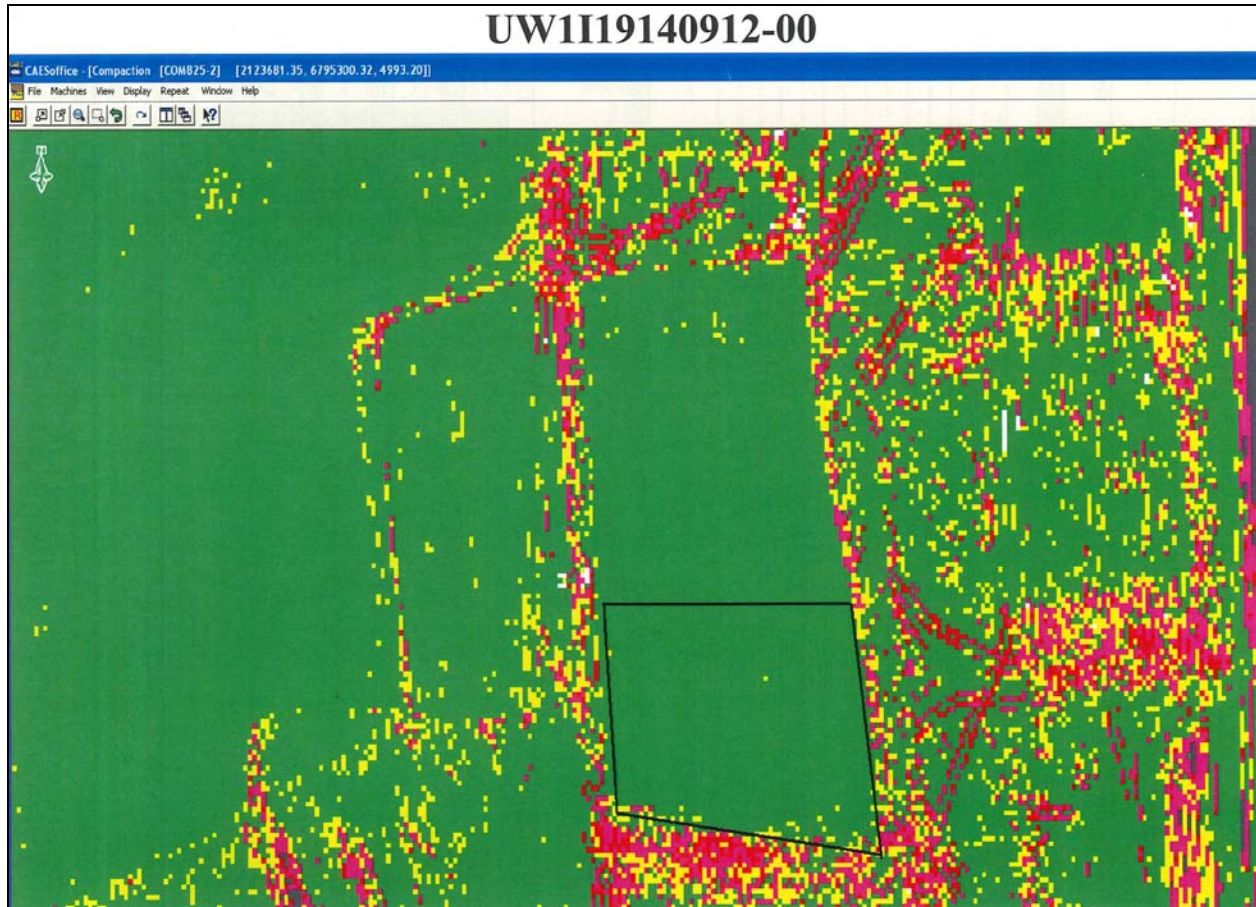 UW1I19140912-00
CAESoffice - [Compaction [COM825-2] [2123681.35, 6795300.32, 4993.20]]
File Machines View Display Repeat Window Help